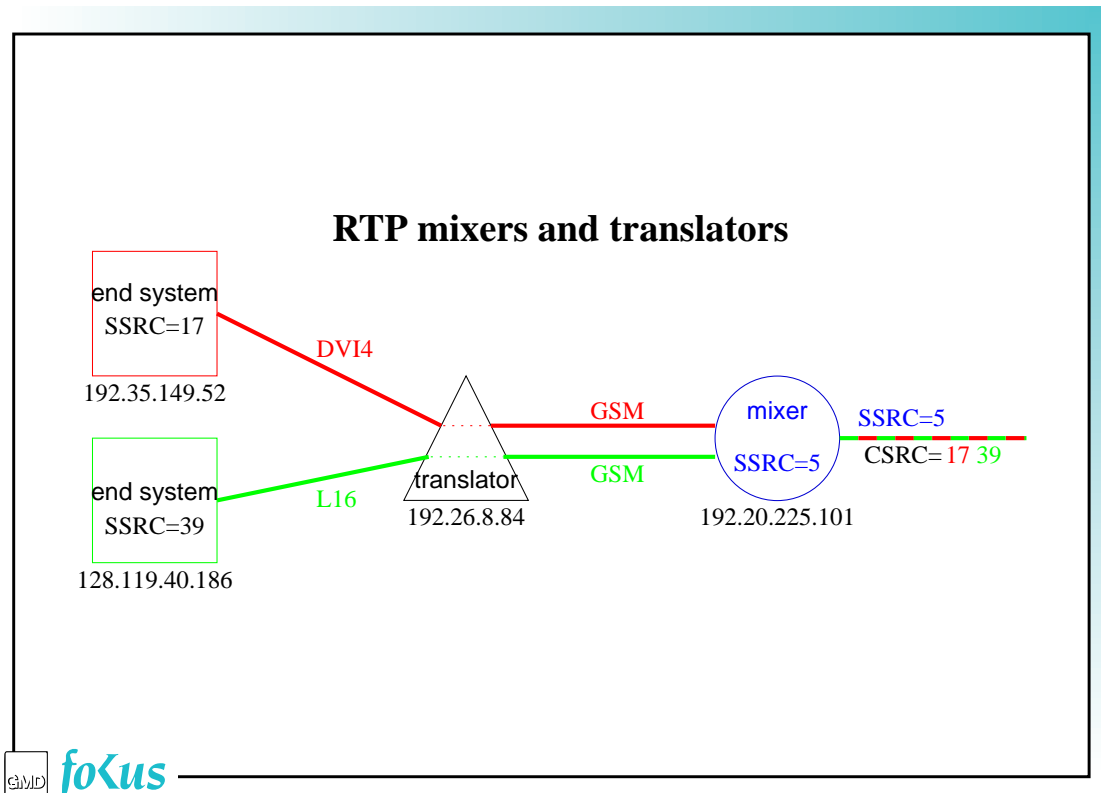 RTP mixers and translators
end system
SSRC=17
192.35.149.52
DVI4
end system
SSRC=39
128.119.40.186
L16
translator
192.26.8.84
GSM
GSM
mixer
SSRC=5
192.20.225.101
SSRC=5
CSRC= 17 39
GMD foKus